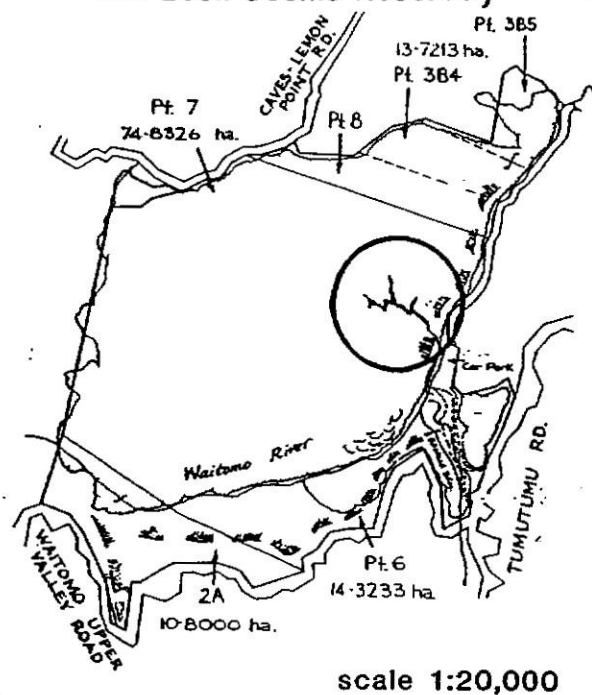 Pt. 3B5
13·7213 ha.
Pt 3B4
CAVES-LEMON
POINT RD.
Pt. 7
74·8326 ha.
Pt 8
Car Park
Waitomo River
TUMUTUMU RD.
Pt. 6
14·3233 ha.
2A
10·8000 ha.
WAITOMO UPPER
VALLEY ROAD
scale 1:20,000